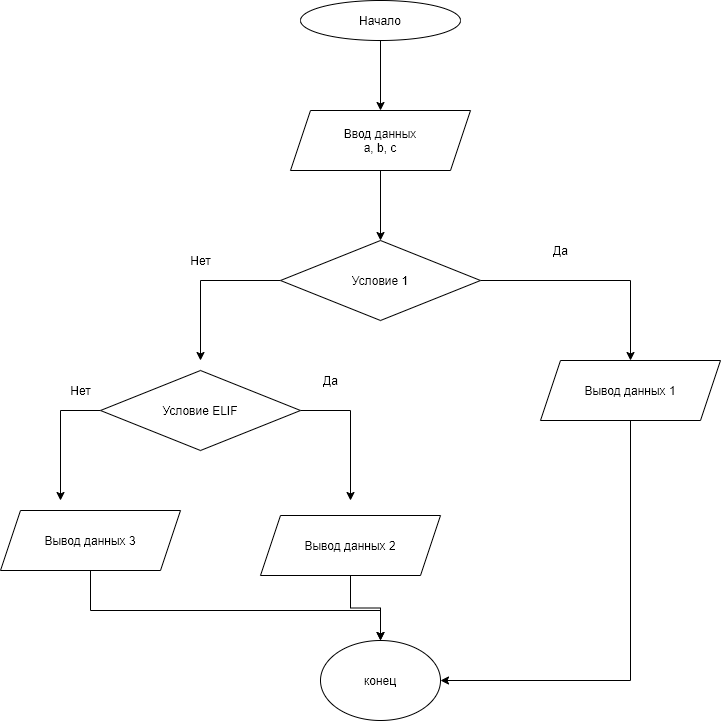 Начало
Ввод данных
a, b, c
Нет
Да
Условие 1
Нет
Да
Условие ELIF
Вывод данных 1
Вывод данных 3
Вывод данных 2
конец